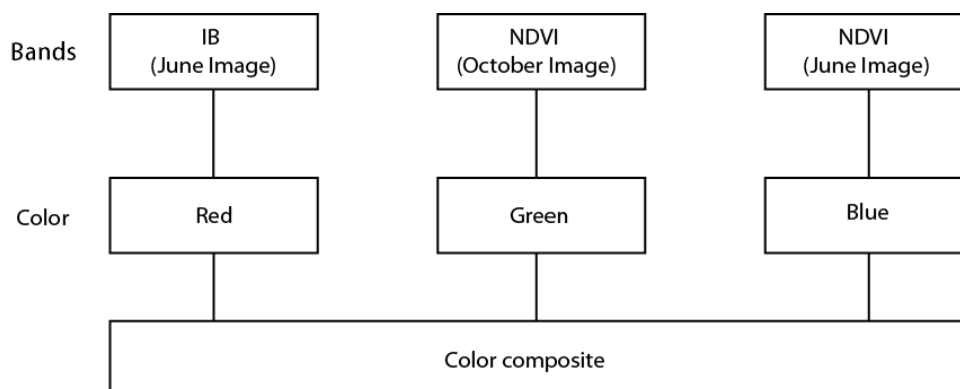 Bands
IB
(June Image)
NDVI
(October Image)
NDVI
(June Image)
Color
Red
Green
Blue
Color composite